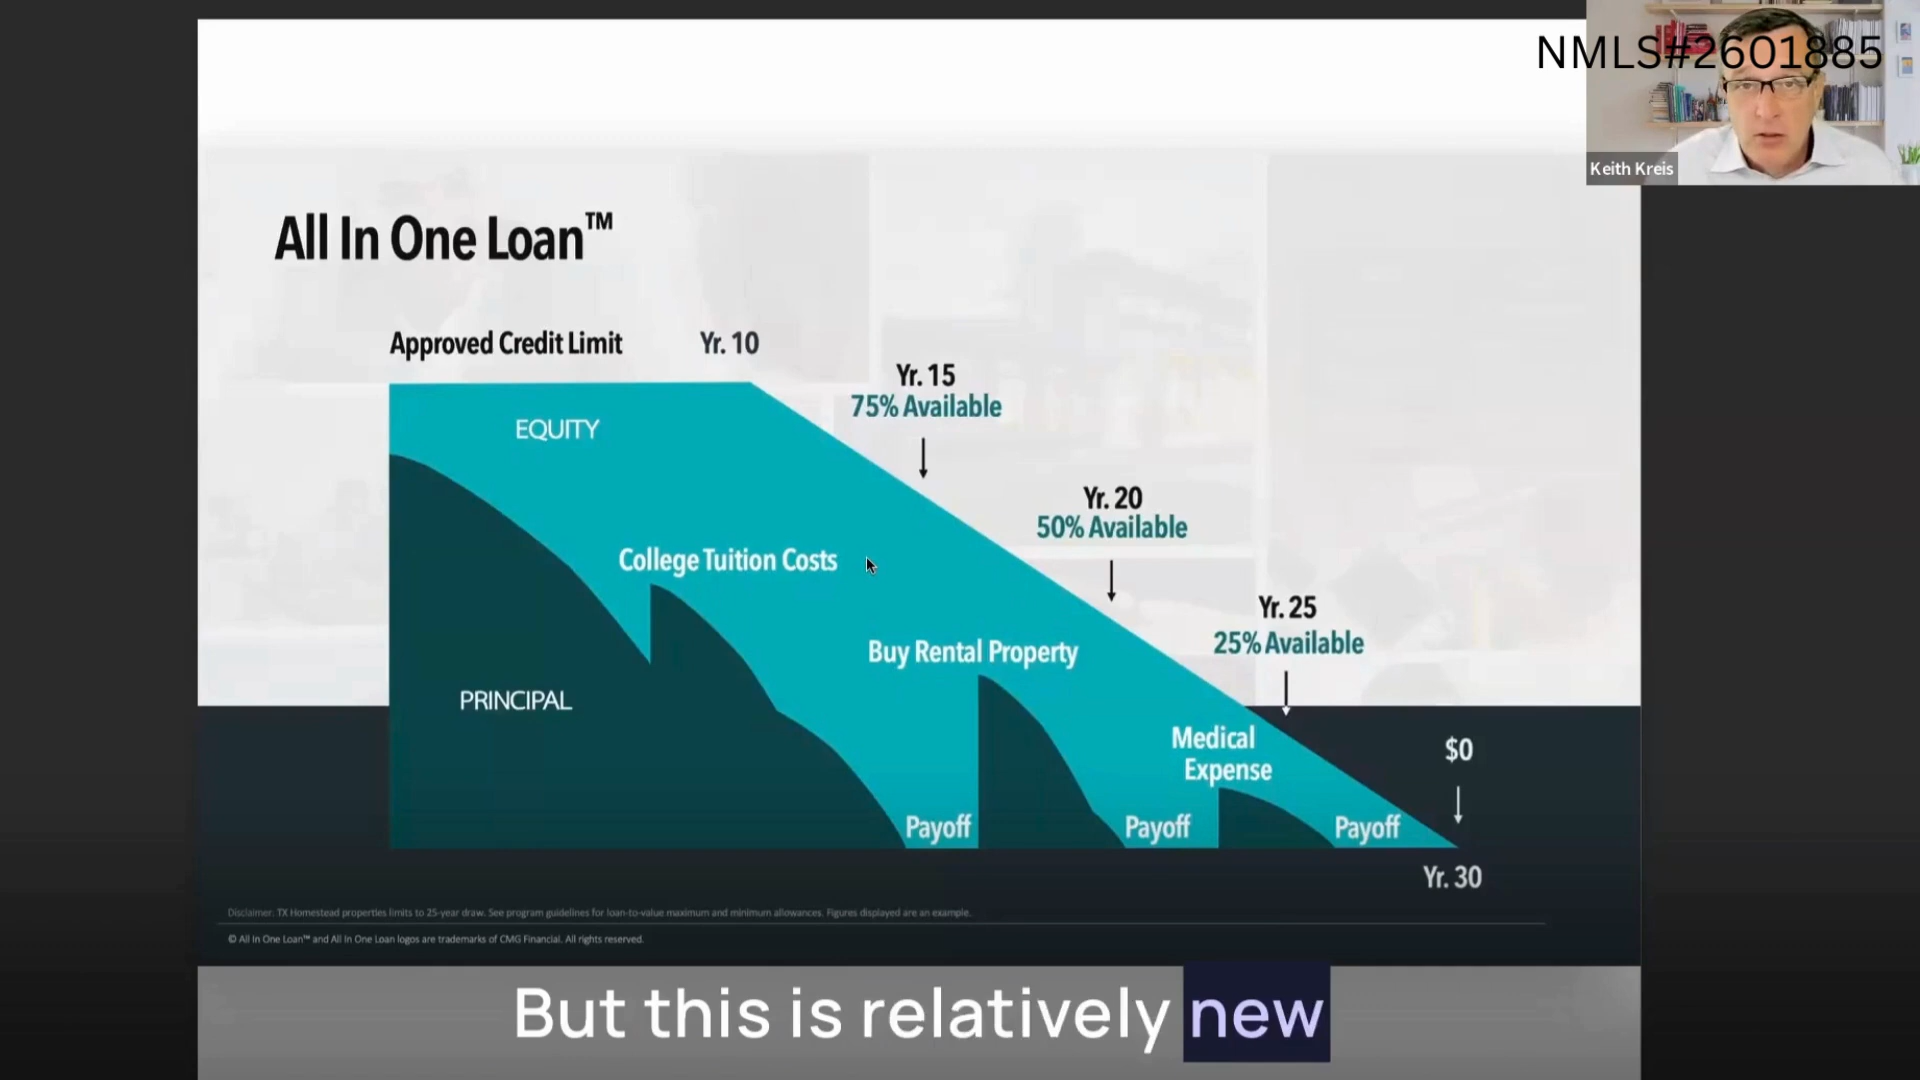 NMLS#2601885
Keith Kreis
All In One Loan™
Approved Credit Limit
Yr. 10
Yr. 15
75% Available
EQUITY
Yr. 20
50% Available
College Tuition Costs
Yr. 25
25% Available
Buy Rental Property
PRINCIPAL
Medical
Expense
$0
Payoff
Payoff
Payoff
Yr. 30
Disclaimer: TX Homestead properties limits to 25-year draw. See program guidelines for loan-to-value maximum and minimum allowances. Figures displayed are an example.
© All In One Loan™ and All In One Loan logos are trademarks of CMG Financial. All rights reserved.
But this is relatively new